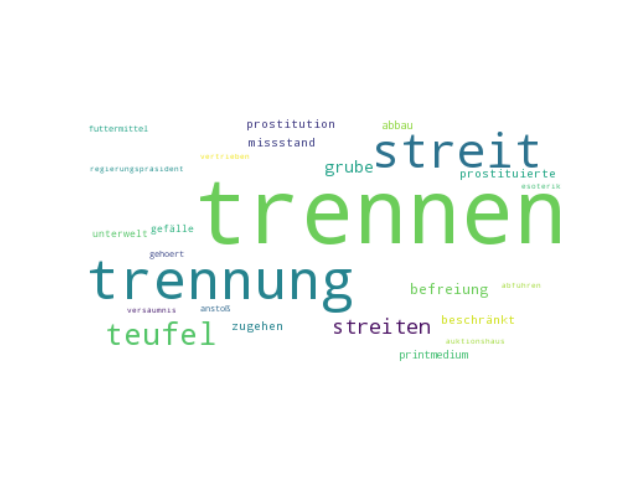 futtermittel
prostitution
abbau
missstand
streit
vertrieben
grube
regierungspräsident
prostituierte
esoterik
trennen
unterwelt
gefälle
gehoert
trennung
befreiung
abführen
versäumnis
anstoß
teufel
zugehen
streiten
beschränkt
auktionshaus
printmedium